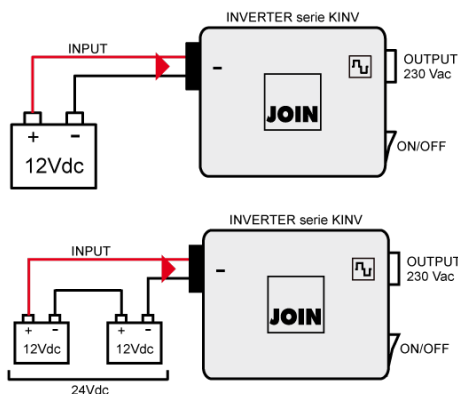 INVERTER serie KINV
INPUT
OUTPUT
230 Vac
JOIN
ON/OFF
+ -
12Vdc
-
INVERTER serie KINV
INPUT
OUTPUT
230 Vac
JOIN
ON/OFF
+ - + -
12Vdc 12Vdc
24Vdc
-